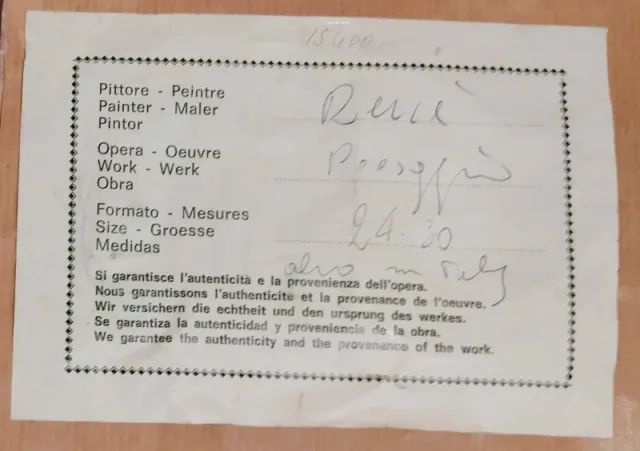 15400
Pittore - Peintre
Painter - Maler
Pintor
Renè
Opera - Oeuvre
Work - Werk
Obra
Paesaggio
Formato - Mesures
Size - Groesse
Medidas
24.30
Si garantisce l'autenticità e la provenienza dell'opera.
Nous garantissons l'authenticite et la provenance de l'oeuvre.
Wir versichern die echtheit und den ursprung des werkes.
Se garantiza la autenticidad y proveniencia de la obra.
We garantee the authenticity and the provenance of the work.